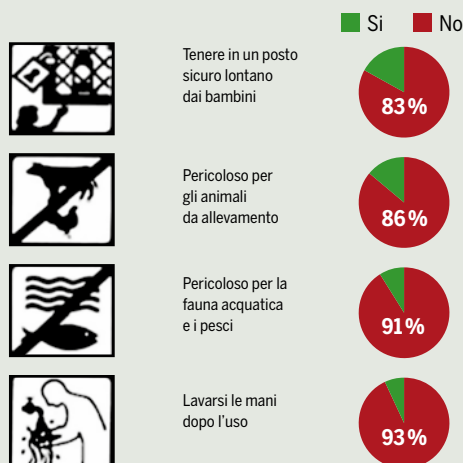 Si No
Tenere in un posto
sicuro lontano
dai bambini
83%
Pericoloso per
gli animali
da allevamento
86%
Pericoloso per la
fauna acquatica
e i pesci
91%
Lavarsi le mani
dopo l'uso
93%